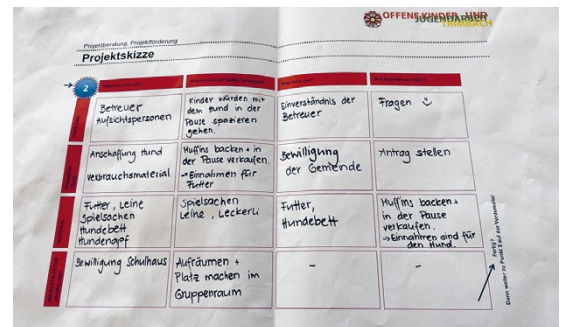 OFFENE KINDER- UND
JUGENDARBEIT
TRIMBACH
Projektberatung, Projektförderung
Projektskizze
2
Betreuer
Aufsichtspersonen
Kinder würden mit
dem Hund in der
Pause spazieren
gehen.
Einverständnis der
Betreuer
Fragen
Anschaffung Hund
Verbrauchsmaterial
Muffins backen + in
der Pause verkaufen.
→ Einnahmen für
Futter
Bewilligung
der Gemeinde
Antrag stellen
Futter, Leine
Spielsachen
Hundebett
Hundenapf
Spielsachen
Leine, Leckerli
Futter,
Hundebett
Muffins backen +
in der Pause
verkaufen.
→ Einnahmen sind für
den Hund.
Bewilligung Schulhaus
Aufräumen +
Platz machen im
Gruppenraum
-
-
Fertig?
Dann weiter zu Punkt 3 auf der Vorderseite!